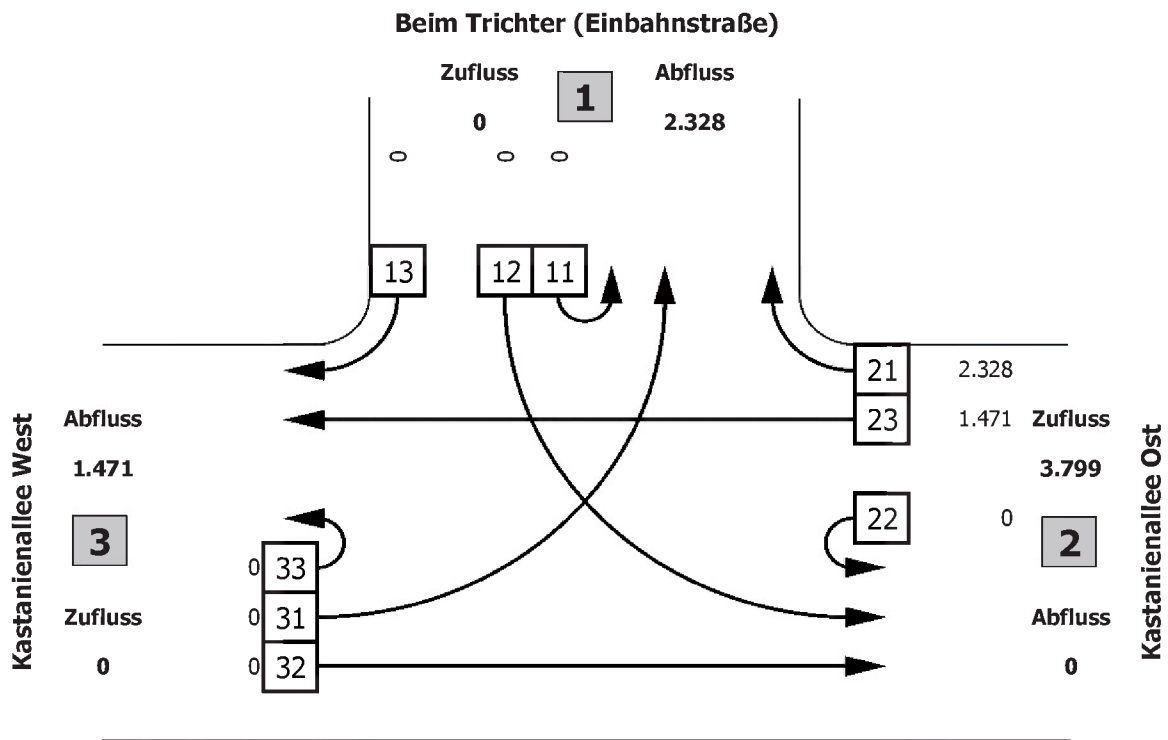 Beim Trichter (Einbahnstraße)
Zufluss 1 Abfluss
0 2.328
0 0 0
13 12 11
21 2.328
23 1.471 Zufluss
3.799
Abfluss
1.471
Kastanienallee West
Kastanienallee Ost
22 0
3 2
0 33
Zufluss 0 31 Abfluss
0 0 32 0